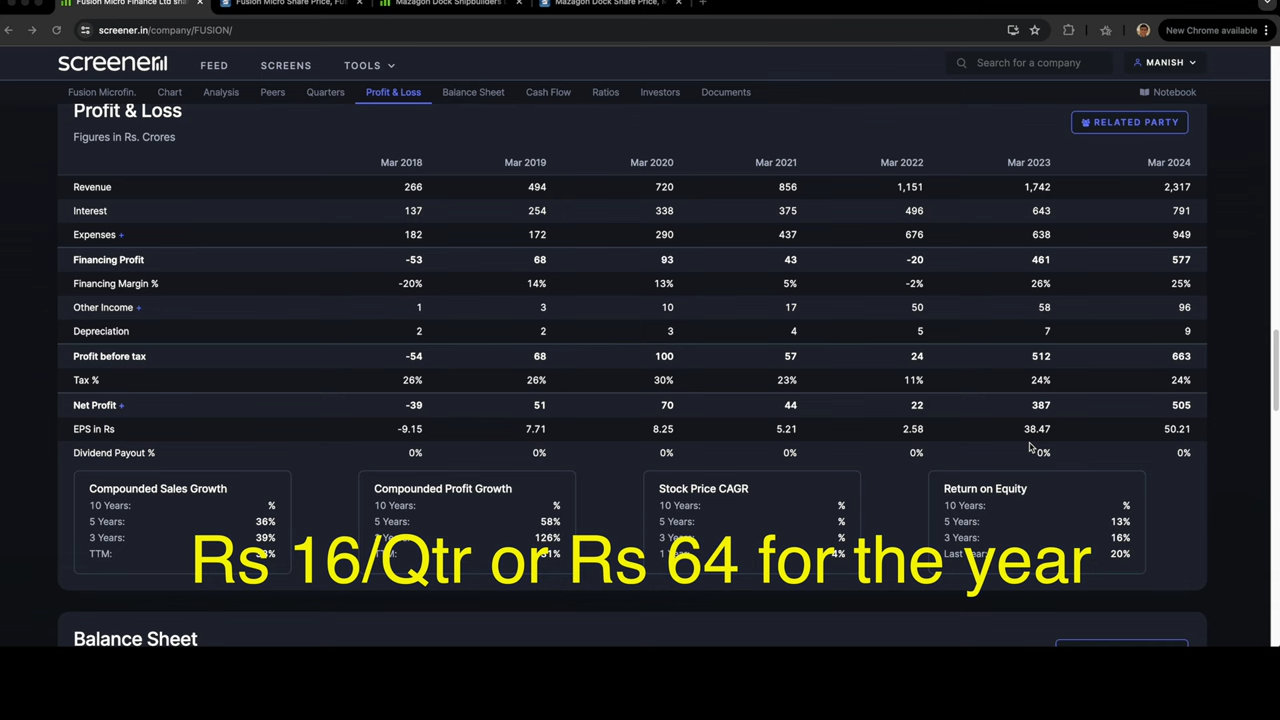 Fusion Micro Finance Ltd sha
Fusion Micro Share Price, Fu
Mazagon Dock Shipbuilders L
Mazagon Dock Share Price, M
screener.in/company/FUSION/
New Chrome available
screener
FEED
SCREENS
TOOLS
Search for a company
MANISH
Fusion Microfin. Chart Analysis Peers Quarters Profit & Loss Balance Sheet Cash Flow Ratios Investors Documents Notebook
Profit & Loss
RELATED PARTY
Figures in Rs. Crores
Mar 2018 Mar 2019 Mar 2020 Mar 2021 Mar 2022 Mar 2023 Mar 2024
Revenue 266 494 720 856 1,151 1,742 2,317
Interest 137 254 338 375 496 643 791
Expenses + 182 172 290 437 676 638 949
Financing Profit -53 68 93 43 -20 461 577
Financing Margin % -20% 14% 13% 5% -2% 26% 25%
Other Income + 1 3 10 17 50 58 96
Depreciation 2 2 3 4 5 7 9
Profit before tax -54 68 100 57 24 512 663
Tax % 26% 26% 30% 23% 11% 24% 24%
Net Profit + -39 51 70 44 22 387 505
EPS in Rs -9.15 7.71 8.25 5.21 2.58 38.47 50.21
Dividend Payout % 0% 0% 0% 0% 0% 0% 0%
Compounded Sales Growth Compounded Profit Growth Stock Price CAGR Return on Equity
10 Years: % 10 Years: % 10 Years: % 10 Years: %
5 Years: 36% 5 Years: 58% 5 Years: % 5 Years: 13%
3 Years: 39% 3 Years: 126% 3 Years: % 3 Years: 16%
TTM: TTM: 4% Last Year: 20%
Rs 16/Qtr or Rs 64 for the year
Balance Sheet